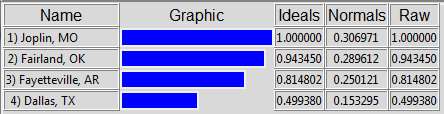 Name Graphic Ideals Normals Raw
1) Joplin, MO 1.000000 0.306971 1.000000
2) Fairland, OK 0.943450 0.289612 0.943450
3) Fayetteville, AR 0.814802 0.250121 0.814802
4) Dallas, TX 0.499380 0.153295 0.499380